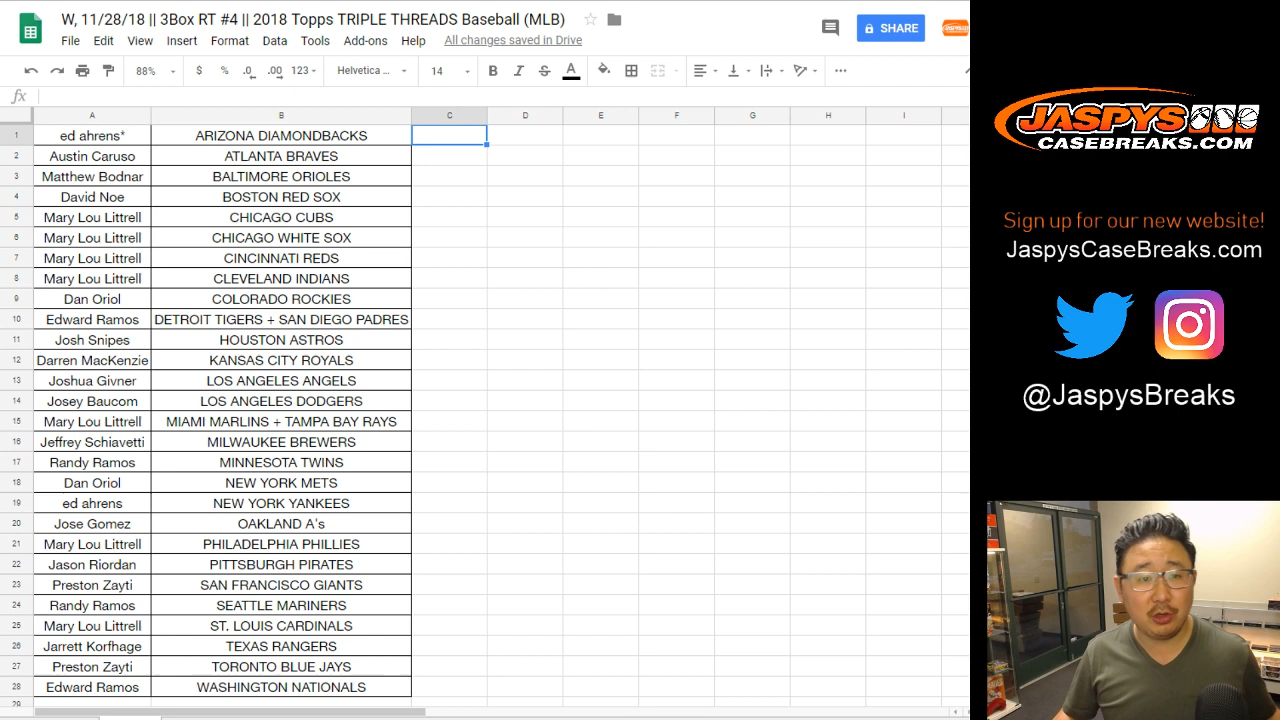 W, 11/28/18 || 3Box RT #4 || 2018 Topps TRIPLE THREADS Baseball (MLB)
File Edit View Insert Format Data Tools Add-ons Help All changes saved in Drive
SHARE
88% $ % .0 .00 123 Helvetica ... 14 B I S A
fx
A B C D E F G H I
1 ed ahrens* ARIZONA DIAMONDBACKS
2 Austin Caruso ATLANTA BRAVES
3 Matthew Bodnar BALTIMORE ORIOLES
4 David Noe BOSTON RED SOX
5 Mary Lou Littrell CHICAGO CUBS
6 Mary Lou Littrell CHICAGO WHITE SOX
7 Mary Lou Littrell CINCINNATI REDS
8 Mary Lou Littrell CLEVELAND INDIANS
9 Dan Oriol COLORADO ROCKIES
10 Edward Ramos DETROIT TIGERS + SAN DIEGO PADRES
11 Josh Snipes HOUSTON ASTROS
12 Darren MacKenzie KANSAS CITY ROYALS
13 Joshua Givner LOS ANGELES ANGELS
14 Josey Baucom LOS ANGELES DODGERS
15 Mary Lou Littrell MIAMI MARLINS + TAMPA BAY RAYS
16 Jeffrey Schiavetti MILWAUKEE BREWERS
17 Randy Ramos MINNESOTA TWINS
18 Dan Oriol NEW YORK METS
19 ed ahrens NEW YORK YANKEES
20 Jose Gomez OAKLAND A's
21 Mary Lou Littrell PHILADELPHIA PHILLIES
22 Jason Riordan PITTSBURGH PIRATES
23 Preston Zayti SAN FRANCISCO GIANTS
24 Randy Ramos SEATTLE MARINERS
25 Mary Lou Littrell ST. LOUIS CARDINALS
26 Jarrett Korfhage TEXAS RANGERS
27 Preston Zayti TORONTO BLUE JAYS
28 Edward Ramos WASHINGTON NATIONALS
29
JASPYS
CASEBREAKS.COM
Sign up for our new website!
JaspysCaseBreaks.com
@JaspysBreaks